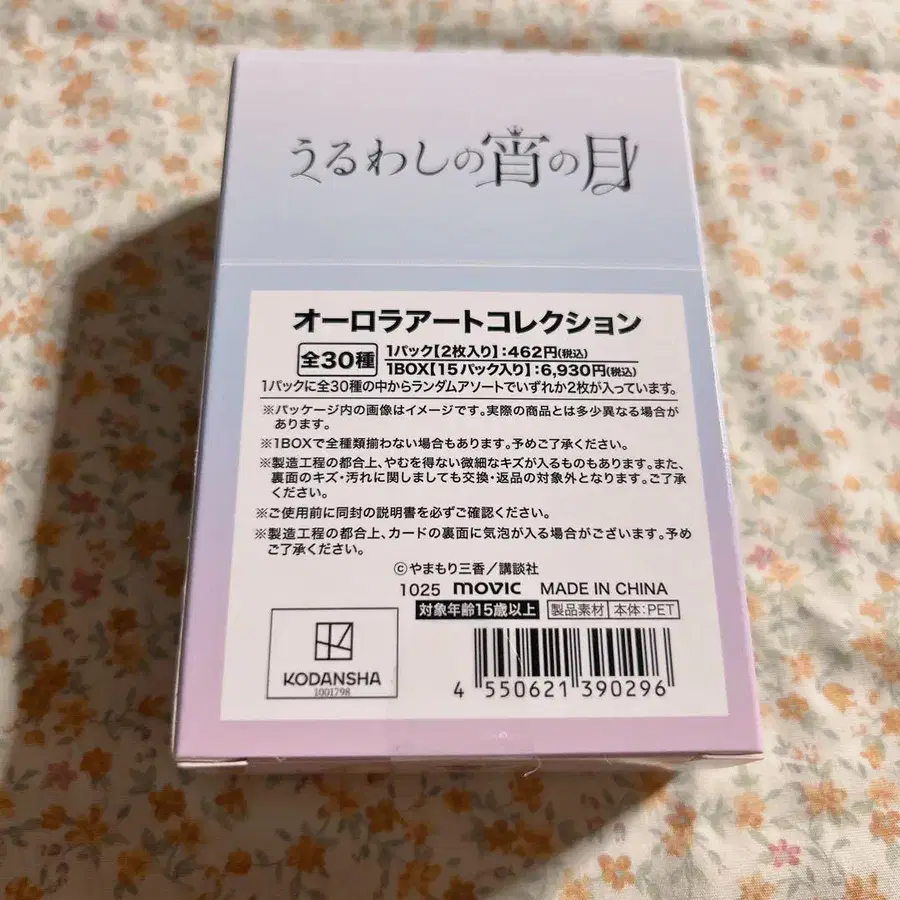 うるわしの宵の月
オーロラアートコレクション
全30種
1パック【2枚入り】:462円(税込)
1BOX【15パック入り】:6,930円(税込)
1パックに全30種の中からランダムアソートでいずれか2枚が入っています。
※パッケージ内の画像はイメージです。実際の商品とは多少異なる場合が
あります。
※1BOXで全種類揃わない場合もあります。予めご了承ください。
※製造工程の都合上、やむを得ない微細なキズが入るものもあります。また、
裏面のキズ・汚れに関しましても交換・返品の対象外となります。ご了承
ください。
※ご使用前に同封の説明書を必ずご確認ください。
※製造工程の都合上、カードの裏面に気泡が入る場合がございます。予め
ご了承ください。
©やまもり三香／講談社
1025 movic MADE IN CHINA
対象年齢15歳以上 製品素材 本体:PET
KODANSHA
1001798
4 550621 390296